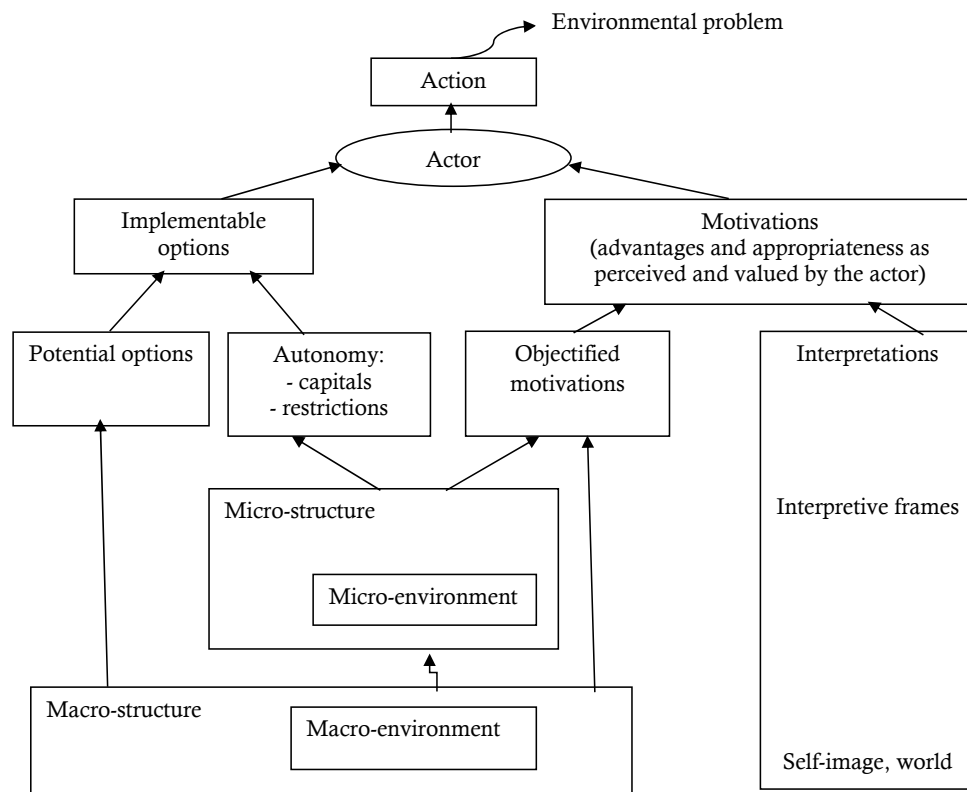 Environmental problem
Action
Actor
Implementable
options
Motivations
(advantages and appropriateness as
perceived and valued by the actor)
Potential options
Autonomy:
- capitals
- restrictions
Objectified
motivations
Interpretations
Micro-structure
Interpretive frames
Micro-environment
Macro-structure
Macro-environment
Self-image, world